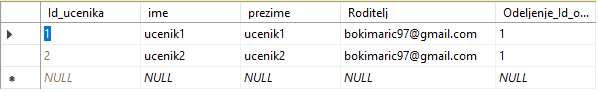 Id_ucenika ime prezime Roditelj Odeljenje_Id_o...
1 ucenik1 ucenik1 bokimaric97@gmail.com 1
2 ucenik2 ucenik2 bokimaric97@gmail.com 1
NULL NULL NULL NULL NULL